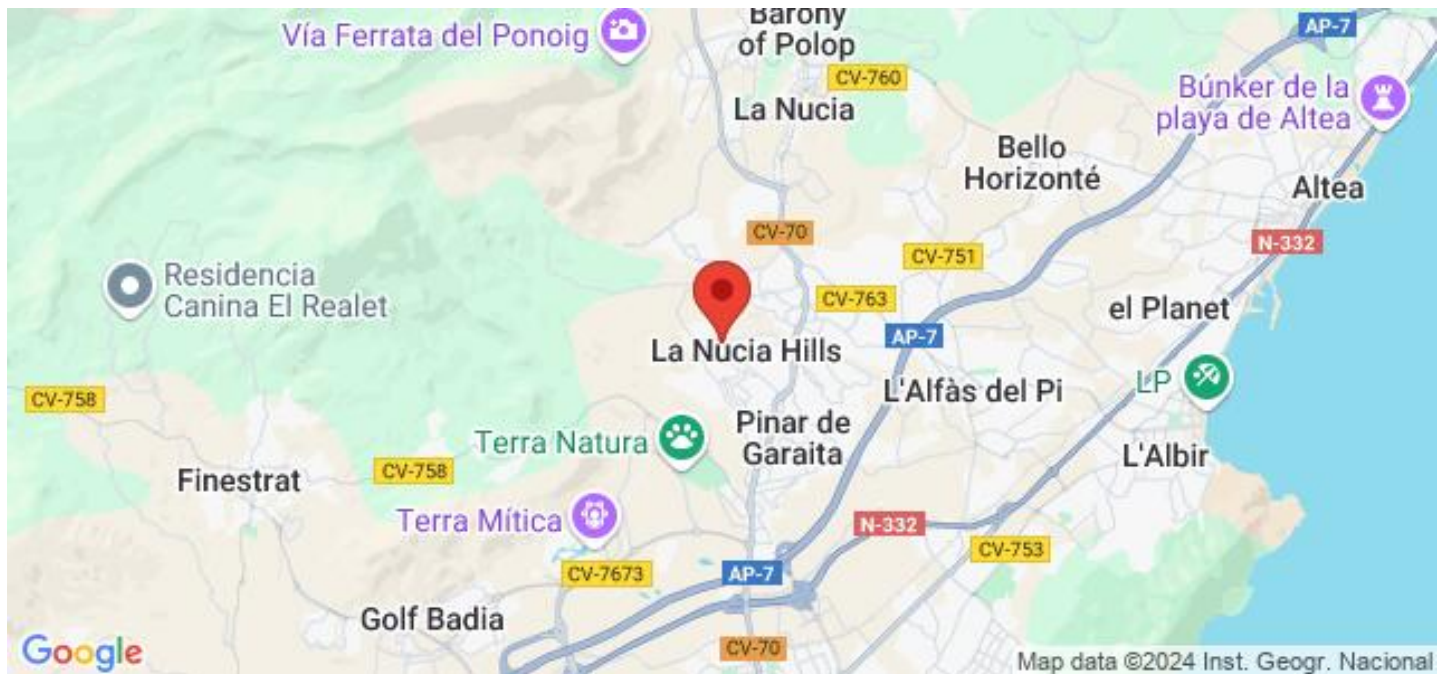 Barony
of Polop
Vía Ferrata del Ponoig
AP-7
CV-760
Búnker de la
playa de Altea
La Nucia
Bello
Horizonté
Altea
CV-70
N-332
CV-751
Residencia
Canina El Realet
CV-763
el Planet
AP-7
La Nucia Hills
LP
L'Alfàs del Pi
CV-758
Pinar de
Garaita
Terra Natura
L'Albir
CV-758
Finestrat
Terra Mítica
N-332
CV-753
CV-7673
AP-7
Golf Badia
CV-70
Google
Map data ©2024 Inst. Geogr. Nacional